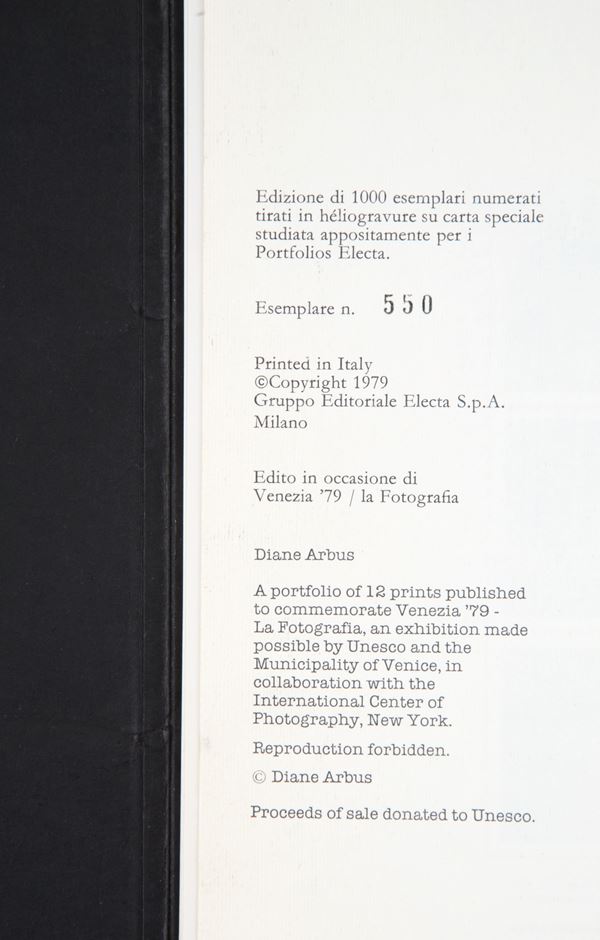 Edizione di 1000 esemplari numerati
tirati in héliogravure su carta speciale
studiata appositamente per i
Portfolios Electa.
Esemplare n. 550
Printed in Italy
©Copyright 1979
Gruppo Editoriale Electa S.p.A.
Milano
Edito in occasione di
Venezia '79 / la Fotografia
Diane Arbus
A portfolio of 12 prints published
to commemorate Venezia '79 -
La Fotografia, an exhibition made
possible by Unesco and the
Municipality of Venice, in
collaboration with the
International Center of
Photography, New York.
Reproduction forbidden.
© Diane Arbus
Proceeds of sale donated to Unesco.